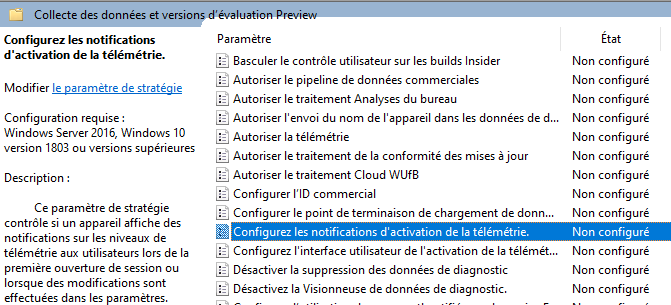 Collecte des données et versions d’évaluation Preview
Configurez les notifications
d'activation de la télémétrie.
Modifier le paramètre de stratégie
Configuration requise :
Windows Server 2016, Windows 10
version 1803 ou versions supérieures
Description :
Ce paramètre de stratégie
contrôle si un appareil affiche des
notifications sur les niveaux de
télémétrie aux utilisateurs lors de la
première ouverture de session ou
lorsque des modifications sont
effectuées dans les paramètres.
Paramètre État
Basculer le contrôle utilisateur sur les builds Insider Non configuré
Autoriser le pipeline de données commerciales Non configuré
Autoriser le traitement Analyses du bureau Non configuré
Autoriser l'envoi du nom de l'appareil dans les données de d... Non configuré
Autoriser la télémétrie Non configuré
Autoriser le traitement de la conformité des mises à jour Non configuré
Autoriser le traitement Cloud WUfB Non configuré
Configurer l’ID commercial Non configuré
Configurer le point de terminaison de chargement de donn... Non configuré
Configurez les notifications d'activation de la télémétrie. Non configuré
Configurez l'interface utilisateur de l'activation de la télémét... Non configuré
Désactiver la suppression des données de diagnostic Non configuré
Désactivez la Visionneuse de données de diagnostic. Non configuré